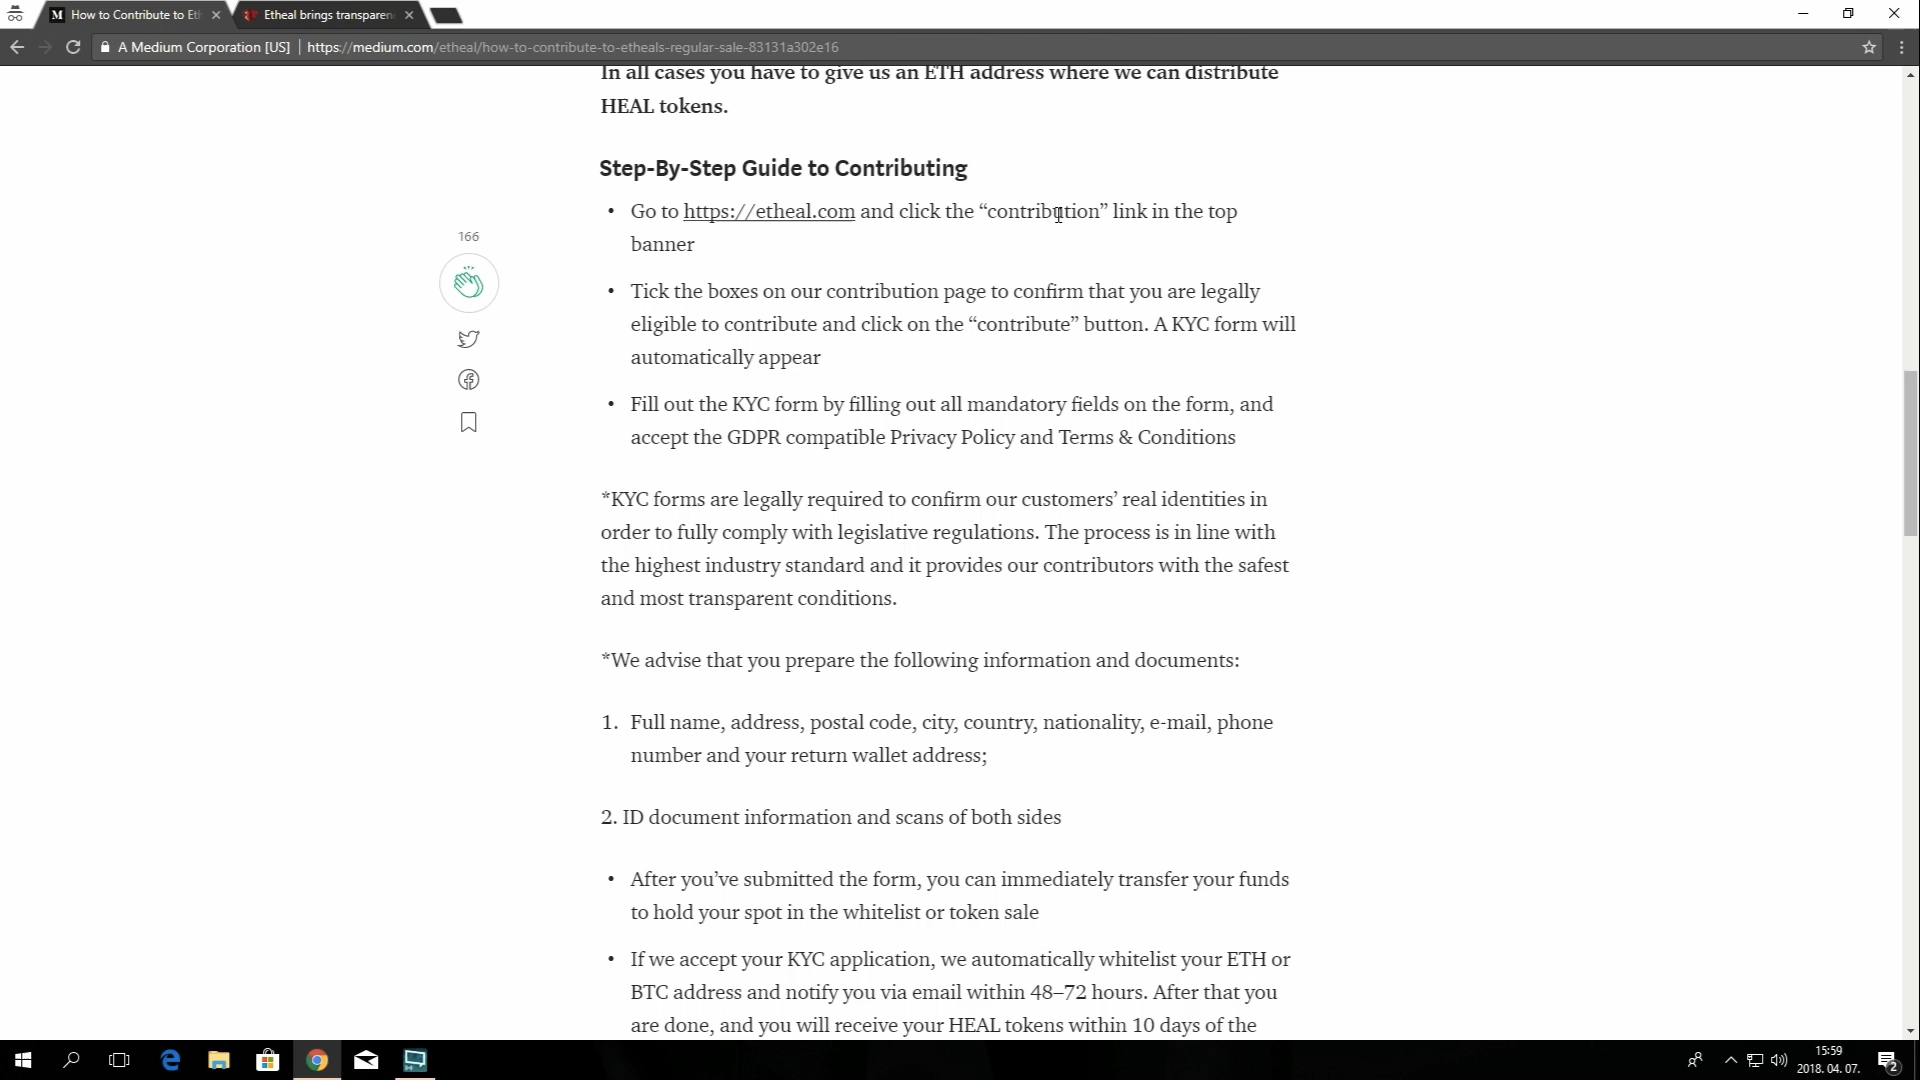 M How to Contribute to Eth
Etheal brings transparen
A Medium Corporation [US] | https://medium.com/etheal/how-to-contribute-to-etheals-regular-sale-83131a302e16
In all cases you have to give us an ETH address where we can distribute
HEAL tokens.
Step-By-Step Guide to Contributing
• Go to https://etheal.com and click the “contribution” link in the top
banner
166
• Tick the boxes on our contribution page to confirm that you are legally
eligible to contribute and click on the “contribute” button. A KYC form will
automatically appear
• Fill out the KYC form by filling out all mandatory fields on the form, and
accept the GDPR compatible Privacy Policy and Terms & Conditions
*KYC forms are legally required to confirm our customers’ real identities in
order to fully comply with legislative regulations. The process is in line with
the highest industry standard and it provides our contributors with the safest
and most transparent conditions.
*We advise that you prepare the following information and documents:
1. Full name, address, postal code, city, country, nationality, e-mail, phone
number and your return wallet address;
2. ID document information and scans of both sides
• After you’ve submitted the form, you can immediately transfer your funds
to hold your spot in the whitelist or token sale
• If we accept your KYC application, we automatically whitelist your ETH or
BTC address and notify you via email within 48–72 hours. After that you
are done, and you will receive your HEAL tokens within 10 days of the
15:59
2018. 04. 07.
2